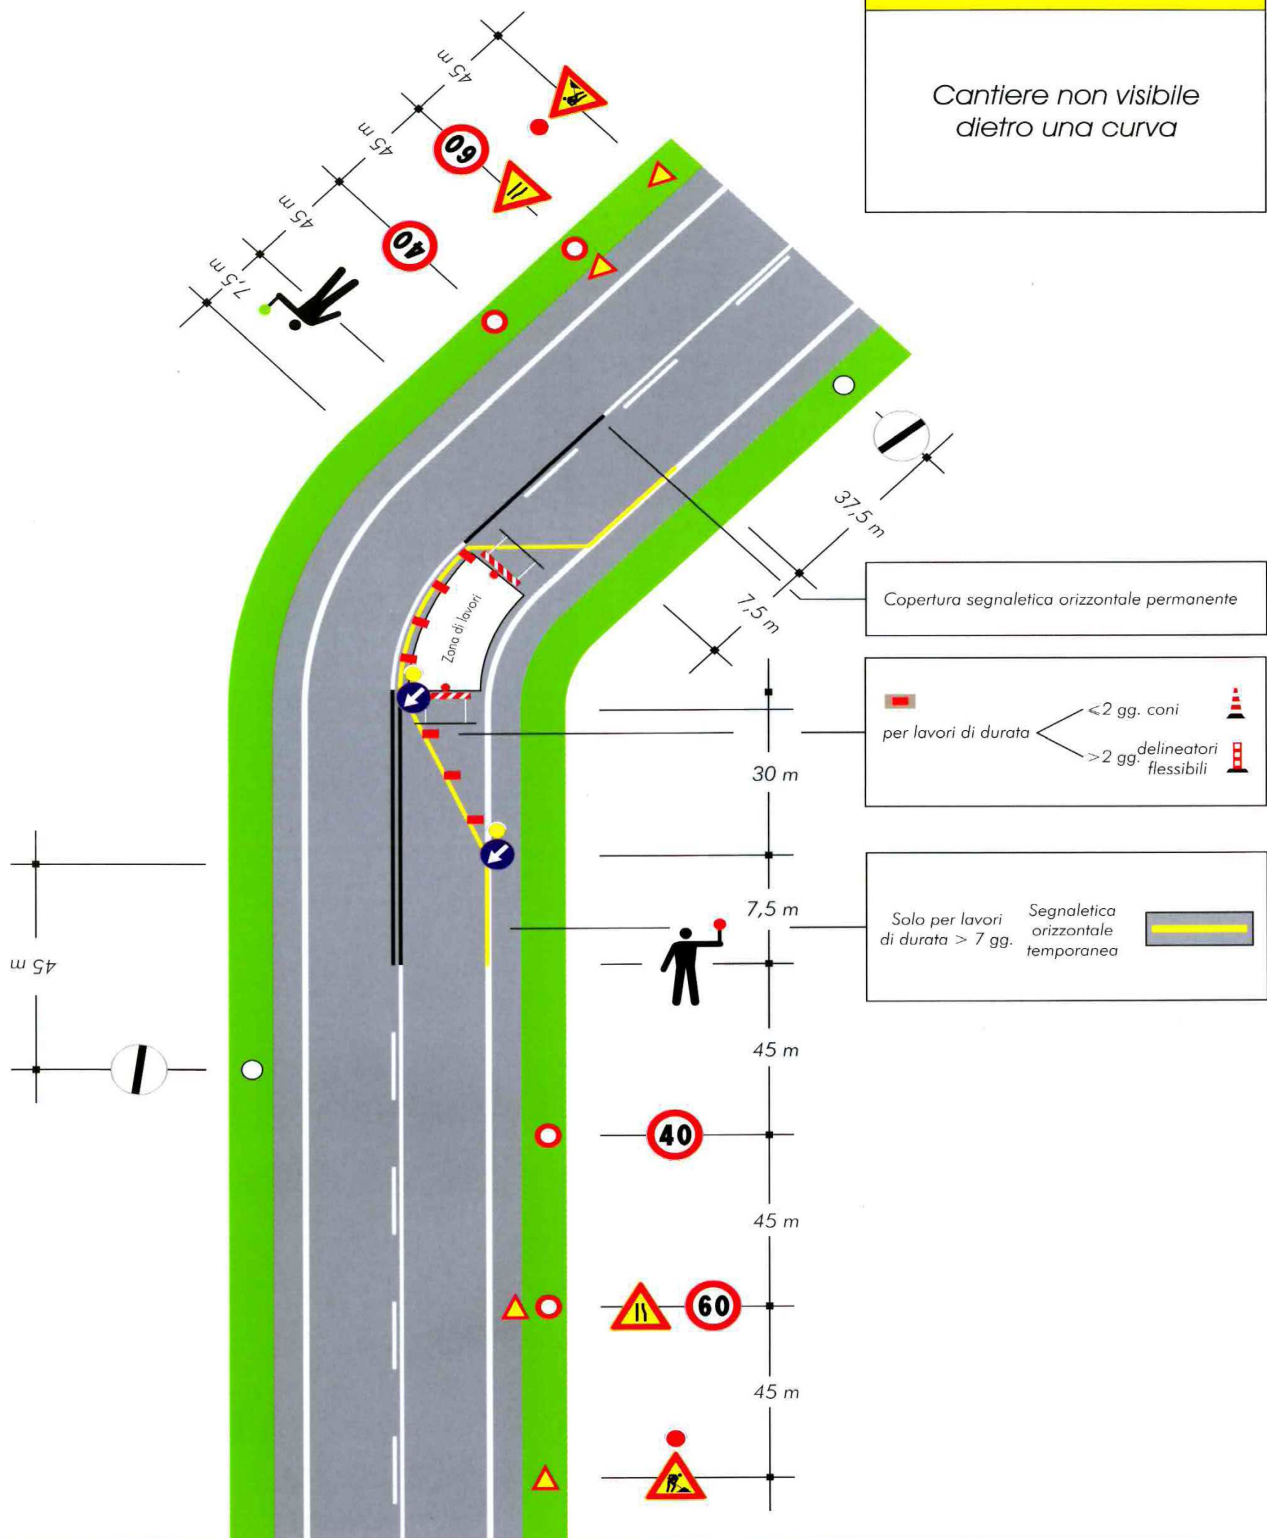 Cantiere non visibile
dietro una curva
45 m
45 m
60
45 m
40
7,5 m
37,5 m
7,5 m
Copertura segnaletica orizzontale permanente
Zona di lavori
per lavori di durata
≤2 gg. coni
>2 gg. delineatori
flessibili
30 m
7,5 m
Solo per lavori
di durata > 7 gg.
Segnaletica
orizzontale
temporanea
45 m
45 m
40
45 m
60
45 m